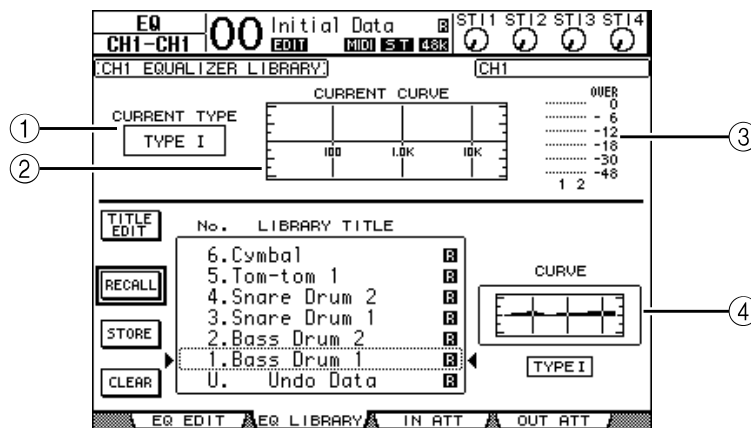 EQ
CH1-CH1
00 Initial Data R
EDIT MIDI ST 48K
STI1 STI2 STI3 STI4
CH1 EQUALIZER LIBRARY
CH1
CURRENT TYPE
TYPE I
CURRENT CURVE
100 1.0K 10K
OVER
0
- 6
-12
-18
-30
-48
1 2
1
2
3
TITLE
EDIT
RECALL
STORE
CLEAR
No. LIBRARY TITLE
6.Cymbal R
5.Tom-tom 1 R
4.Snare Drum 2 R
3.Snare Drum 1 R
2.Bass Drum 2 R
1.Bass Drum 1 R
U. Undo Data R
CURVE
TYPE I
4
EQ EDIT EQ LIBRARY IN ATT OUT ATT